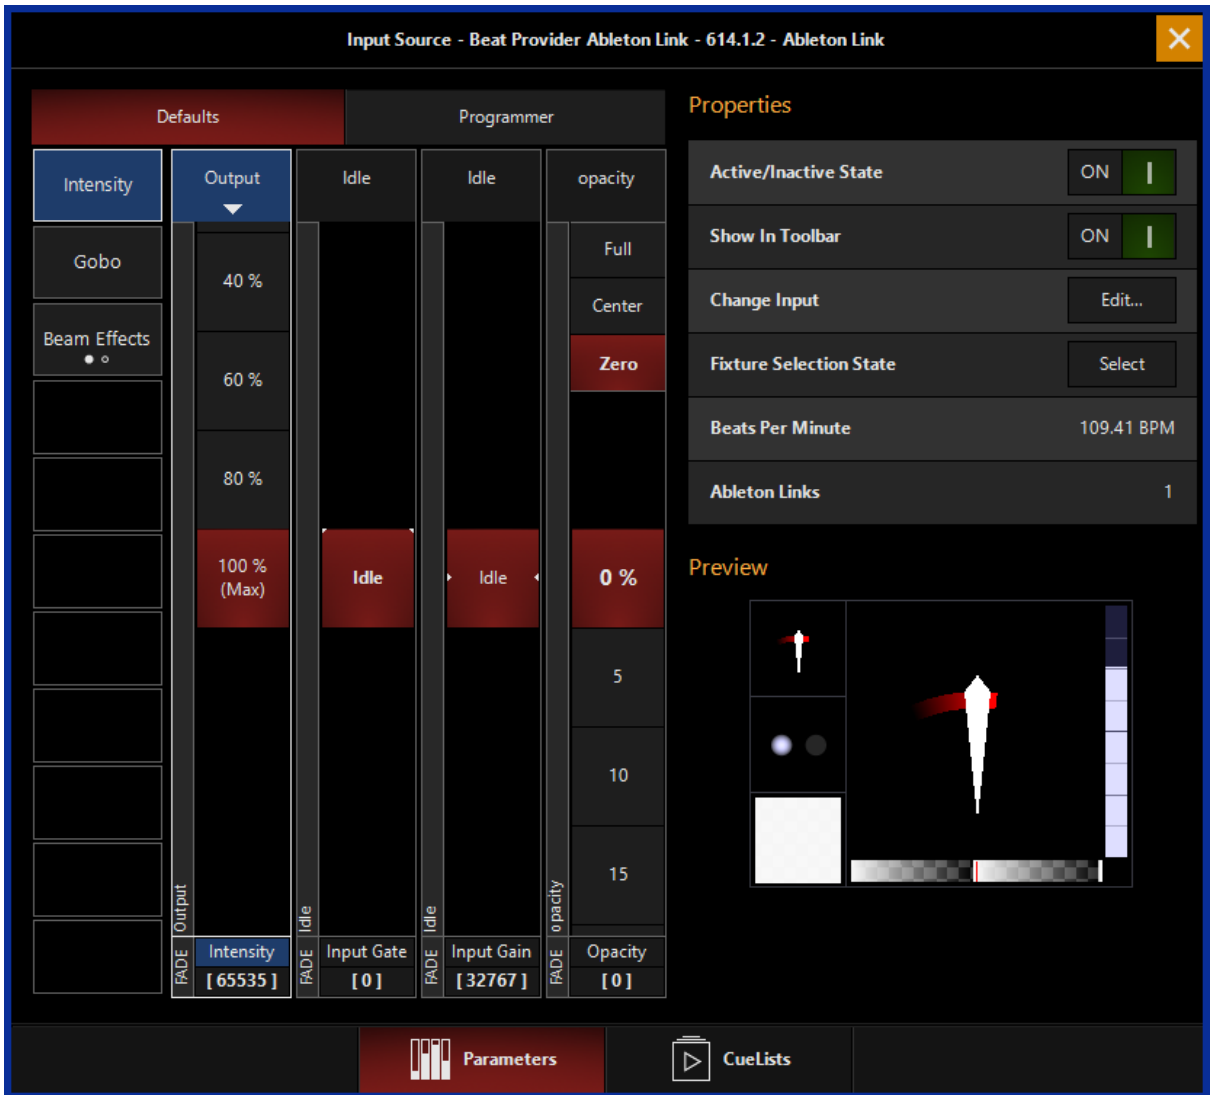 Input Source - Beat Provider Ableton Link - 614.1.2 - Ableton Link
Defaults
Programmer
Intensity
Gobo
Beam Effects
Output
40 %
60 %
80 %
100 %
(Max)
Output
FADE
Intensity
[ 65535 ]
Idle
Idle
Idle
FADE
Input Gate
[ 0 ]
Idle
Idle
Idle
FADE
Input Gain
[ 32767 ]
opacity
Full
Center
Zero
0 %
5
10
15
opacity
FADE
Opacity
[ 0 ]
Properties
Active/Inactive State
ON
Show In Toolbar
ON
Change Input
Edit...
Fixture Selection State
Select
Beats Per Minute
109.41 BPM
Ableton Links
1
Preview
Parameters
CueLists